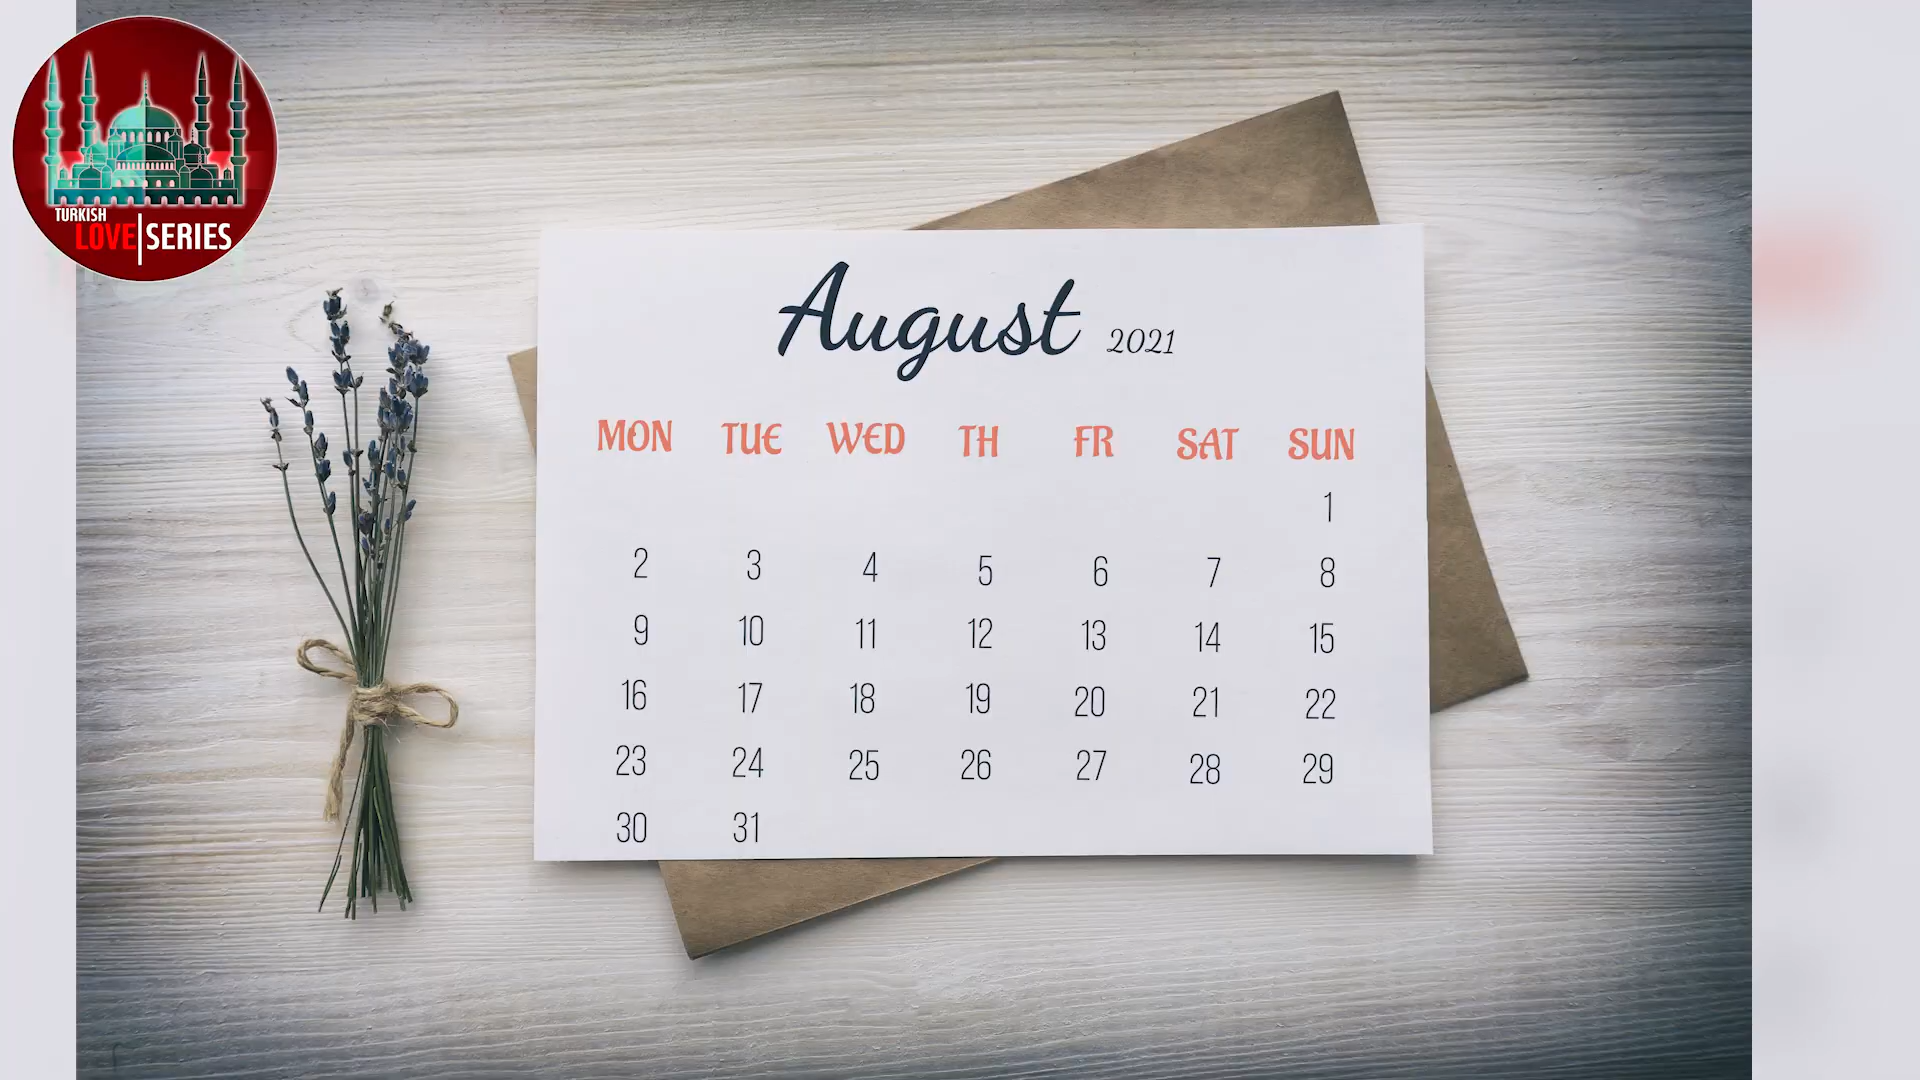 TURKISH
LOVE SERIES
August 2021
MON TUE WED TH FR SAT SUN
1
2 3 4 5 6 7 8
9 10 11 12 13 14 15
16 17 18 19 20 21 22
23 24 25 26 27 28 29
30 31